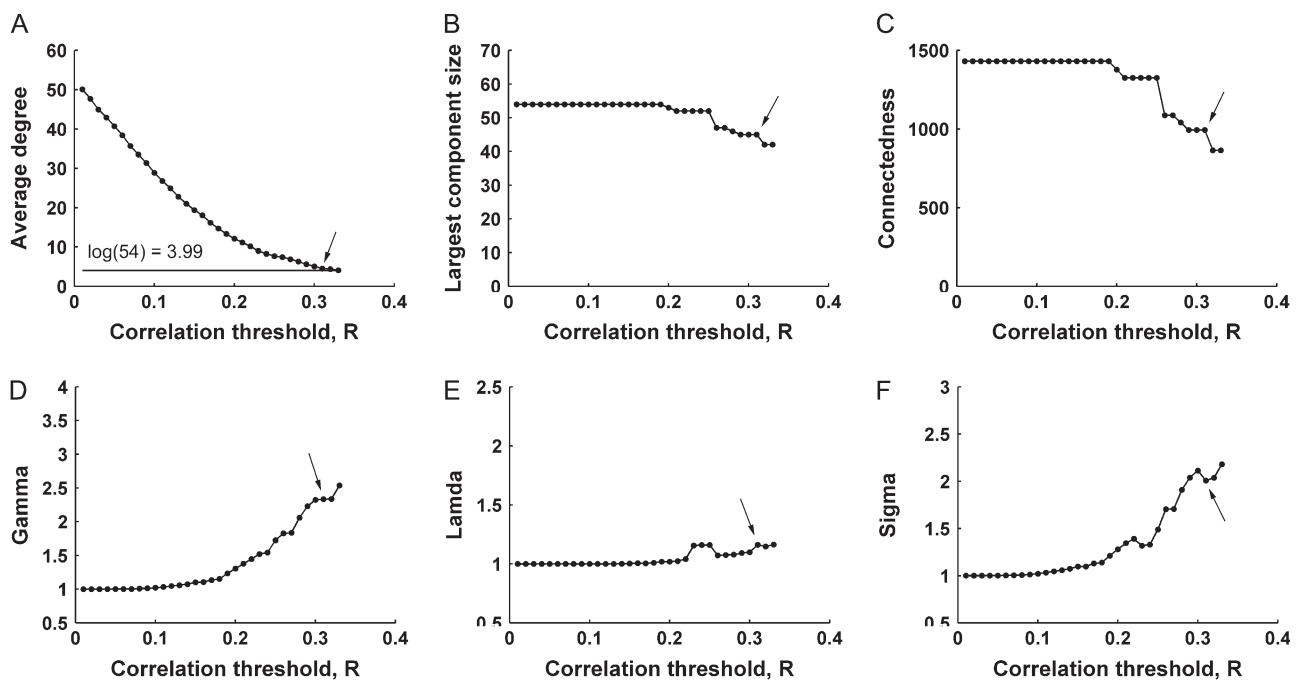 A
Average degree
60
50
40
30
20
10
0
log(54) = 3.99
0 0.1 0.2 0.3 0.4
Correlation threshold, R
B
Largest component size
70
60
50
40
30
20
10
0
0 0.1 0.2 0.3 0.4
Correlation threshold, R
C
Connectedness
1500
1000
500
0
0 0.1 0.2 0.3 0.4
Correlation threshold, R
D
Gamma
4
3.5
3
2.5
2
1.5
1
0.5
0 0.1 0.2 0.3 0.4
Correlation threshold, R
E
Lamda
2.5
2
1.5
1
0.5
0 0.1 0.2 0.3 0.4
Correlation threshold, R
F
Sigma
3
2.5
2
1.5
1
0.5
0 0.1 0.2 0.3 0.4
Correlation threshold, R